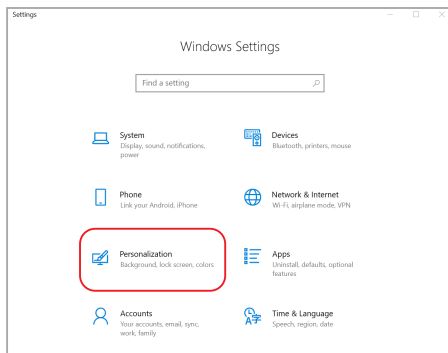 Settings
Windows Settings
Find a setting
System
Display, sound, notifications,
power
Devices
Bluetooth, printers, mouse
Phone
Link your Android, iPhone
Network & Internet
Wi-Fi, airplane mode, VPN
Personalization
Background, lock screen, colors
Apps
Uninstall, defaults, optional
features
Accounts
Your accounts, email, sync,
work, family
Time & Language
Speech, region, date